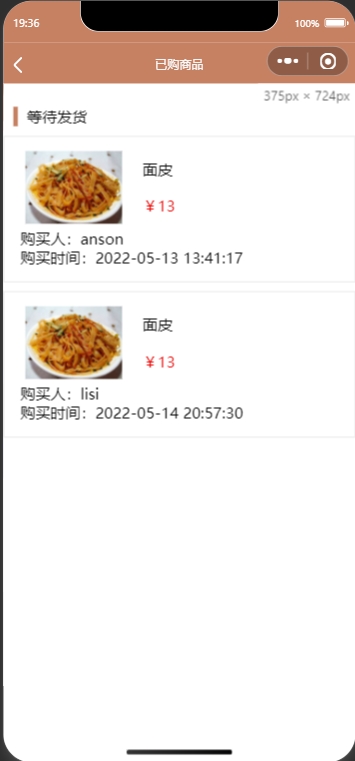 19:36
100%
已购商品
375px × 724px
等待发货
面皮
￥13
购买人：anson
购买时间：2022-05-13 13:41:17
面皮
￥13
购买人：lisi
购买时间：2022-05-14 20:57:30